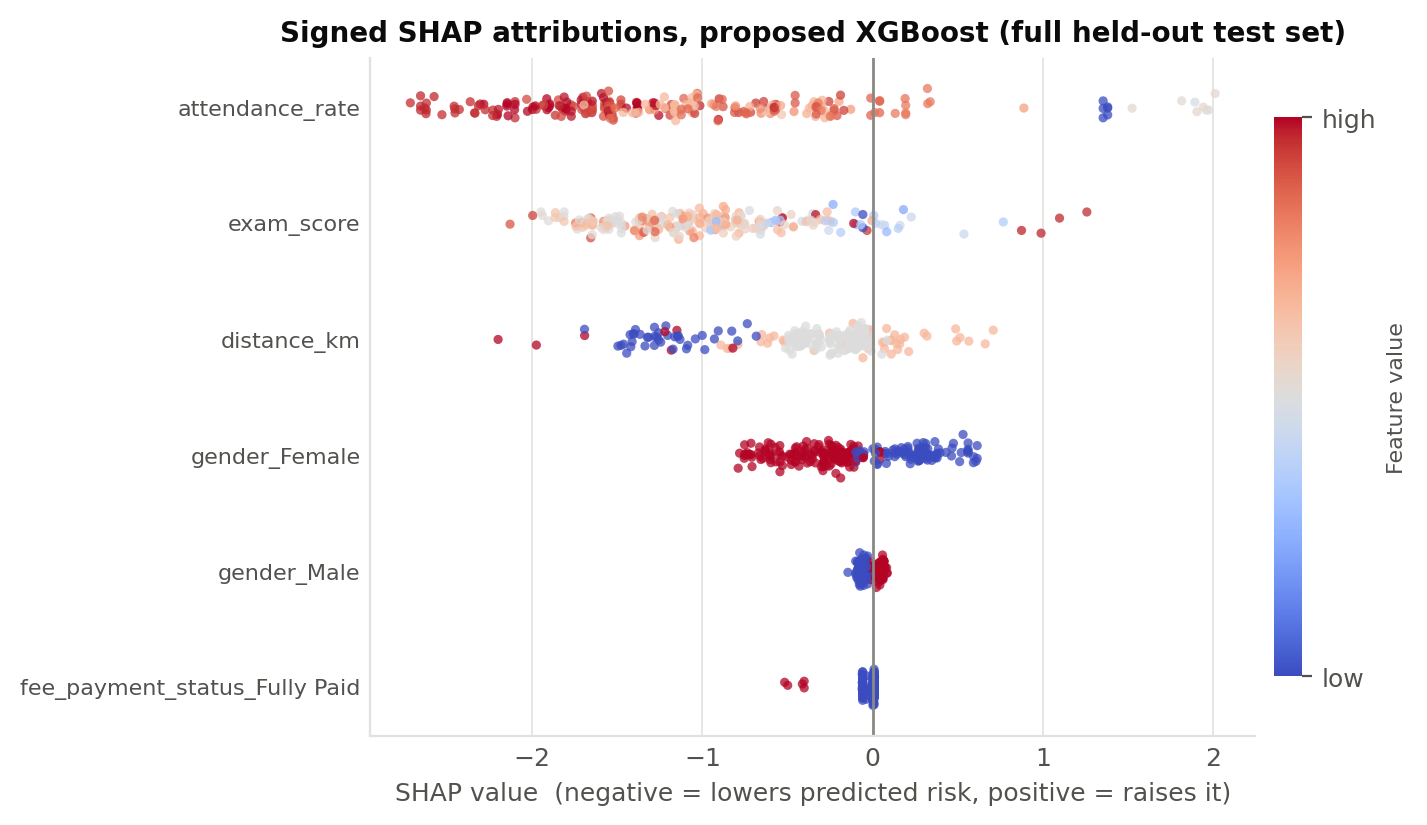 Signed SHAP attributions, proposed XGBoost (full held-out test set)
attendance_rate
exam_score
distance_km
gender_Female
gender_Male
fee_payment_status_Fully Paid
−2
−1
0
1
2
SHAP value  (negative = lowers predicted risk, positive = raises it)
high
low
Feature value